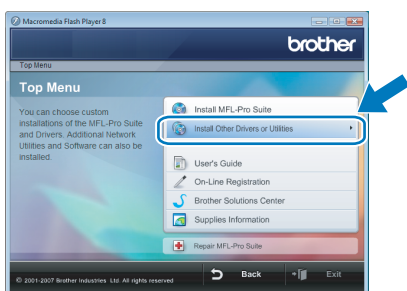 Macromedia Flash Player 8
brother
Top Menu
Top Menu
You can choose custom
installations of the MFL-Pro Suite
and Drivers. Additional Network
Utilities and Software can also be
installed.
Install MFL-Pro Suite
Install Other Drivers or Utilities
User's Guide
On-Line Registration
Brother Solutions Center
Supplies Information
Repair MFL-Pro Suite
© 2001-2007 Brother Industries Ltd. All rights reserved
Back
Exit